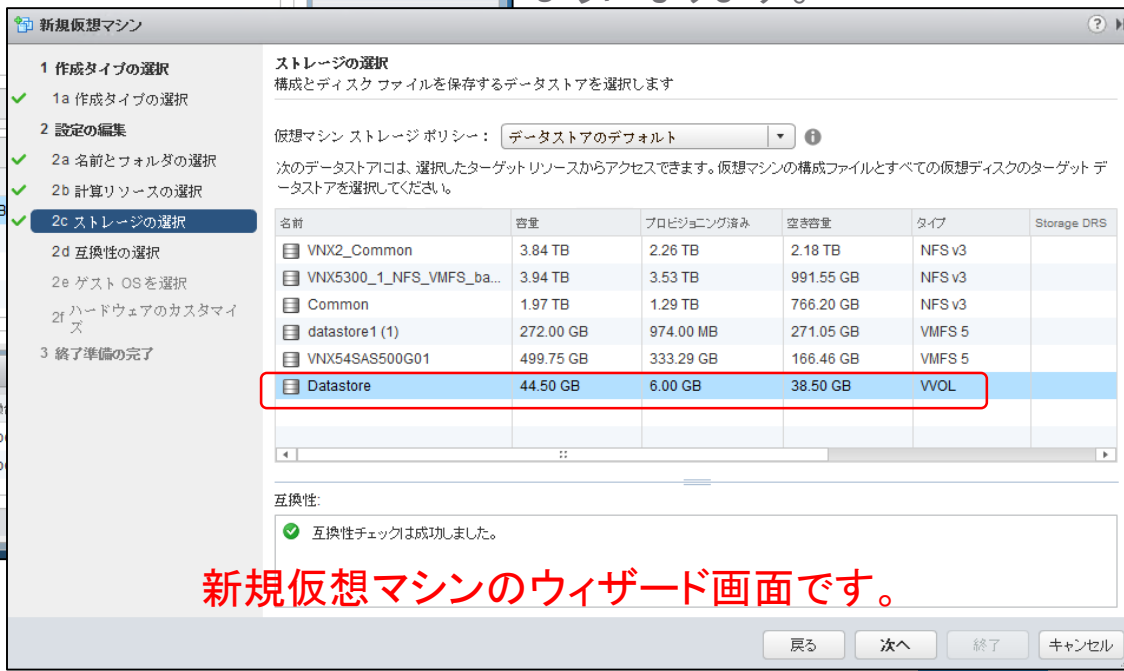 新規仮想マシン
1 作成タイプの選択
1a 作成タイプの選択
2 設定の編集
2a 名前とフォルダの選択
2b 計算リソースの選択
2c ストレージの選択
2d 互換性の選択
2e ゲスト OSを選択
2f ハードウェアのカスタマイ
ズ
3 終了準備の完了
ストレージの選択
構成とディスク ファイルを保存するデータストアを選択します
仮想マシン ストレージ ポリシー： データストアのデフォルト
次のデータストアには、選択したターゲットリソースからアクセスできます。仮想マシンの構成ファイルとすべての仮想ディスクのターゲット デ
ータストアを選択してください。
名前 容量 プロビジョニング済み 空き容量 タイプ Storage DRS
VNX2_Common 3.84 TB 2.26 TB 2.18 TB NFS v3
VNX5300_1_NFS_VMFS_ba... 3.94 TB 3.53 TB 991.55 GB NFS v3
Common 1.97 TB 1.29 TB 766.20 GB NFS v3
datastore1 (1) 272.00 GB 974.00 MB 271.05 GB VMFS 5
VNX54SAS500G01 499.75 GB 333.29 GB 166.46 GB VMFS 5
Datastore 44.50 GB 6.00 GB 38.50 GB VVOL
互換性:
互換性チェックは成功しました。
新規仮想マシンのウィザード画面です。
戻る 次へ 終了 キャンセル